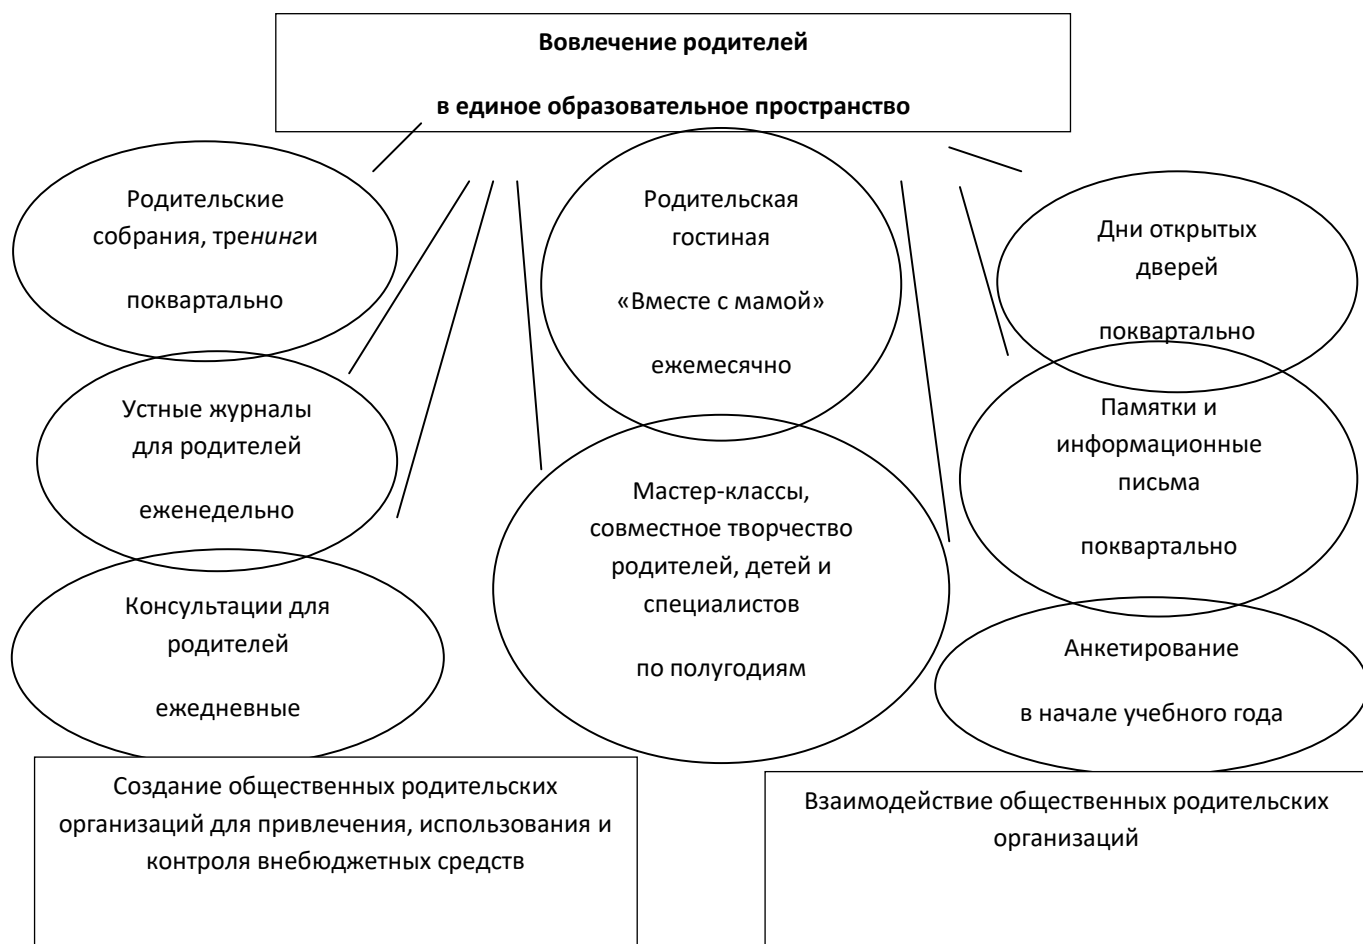 Вовлечение родителей
в единое образовательное пространство
Родительские
собрания, тренинги
поквартально
Устные журналы
для родителей
еженедельно
Консультации для
родителей
ежедневные
Родительская
гостиная
«Вместе с мамой»
ежемесячно
Мастер-классы,
совместное творчество
родителей, детей и
специалистов
по полугодиям
Дни открытых
дверей
поквартально
Памятки и
информационные
письма
поквартально
Анкетирование
в начале учебного года
Создание общественных родительских
организаций для привлечения, использования и
контроля внебюджетных средств
Взаимодействие общественных родительских
организаций